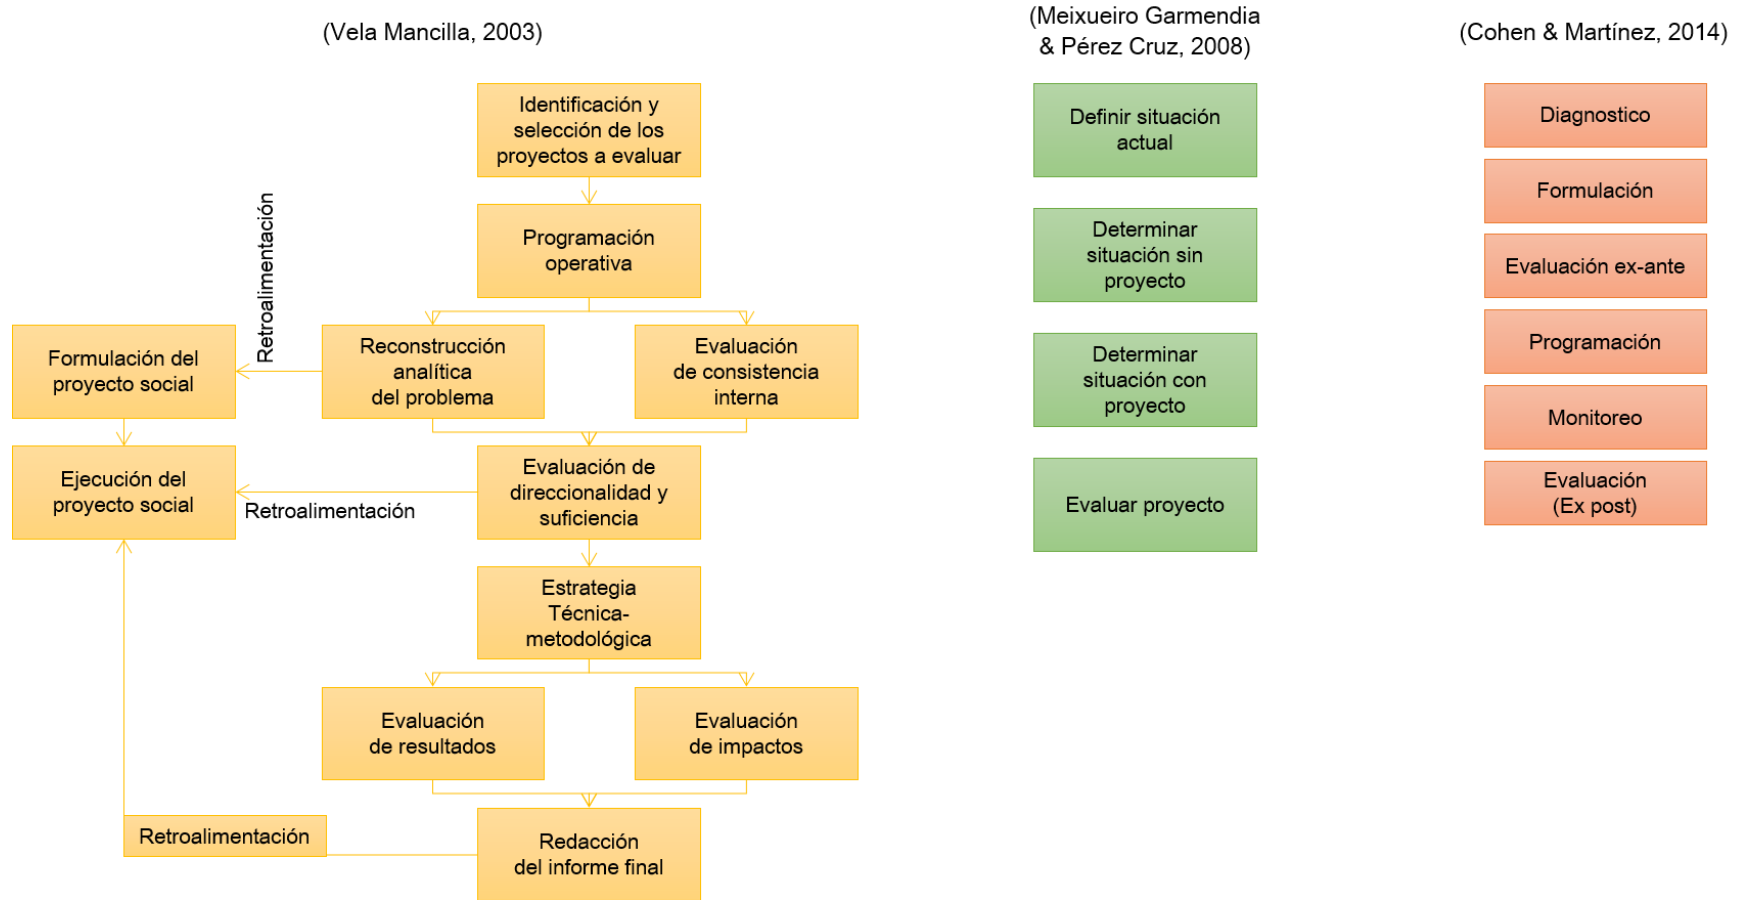 (Vela Mancilla, 2003)
Identificación y
selección de los
proyectos a evaluar
Programación
operativa
Retroalimentación
Formulación del
proyecto social
Reconstrucción
analítica
del problema
Evaluación
de consistencia
interna
Ejecución del
proyecto social
Retroalimentación
Evaluación de
direccionalidad y
suficiencia
Estrategia
Técnica-
metodológica
Evaluación
de resultados
Evaluación
de impactos
Retroalimentación
Redacción
del informe final
(Meixueiro Garmendia
& Pérez Cruz, 2008)
Definir situación
actual
Determinar
situación sin
proyecto
Determinar
situación con
proyecto
Evaluar proyecto
(Cohen & Martínez, 2014)
Diagnostico
Formulación
Evaluación ex-ante
Programación
Monitoreo
Evaluación
(Ex post)